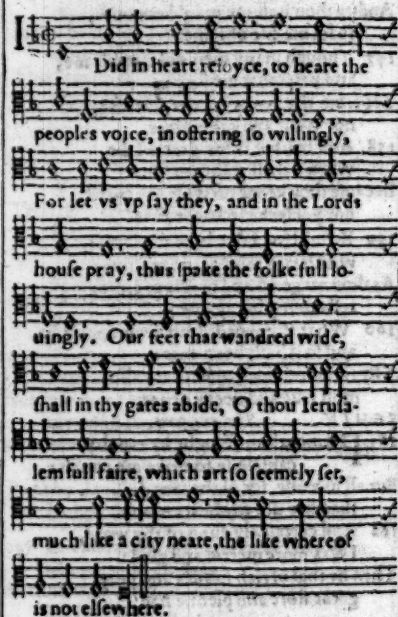 I Did in heart reioyce, to heare the
peoples voice, in offering ſo willingly,
For let vs vp ſay they, and in the Lords
houſe pray, thus ſpake the folke full lo-
uingly. Our feet that wandred wide,
ſhall in thy gates abide, O thou Ieruſa-
lem full faire, which art ſo ſeemely ſet,
much like a city neate, the like whereof
is not elſewhere.